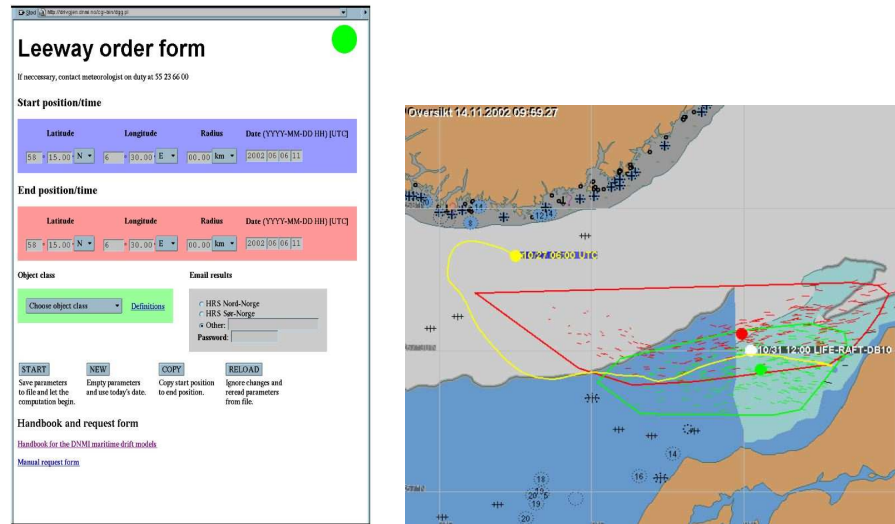 Leeway order form
If neccessary, contact meteorologist on duty at 55 23 66 00
Start position/time
Latitude Longitude Radius Date (YYYY-MM-DD HH) [UTC]
58 ° 15.00' N 6 ° 30.00' E 00.00 km 2002 06 06 11
End position/time
Latitude Longitude Radius Date (YYYY-MM-DD HH) [UTC]
58 ° 15.00' N 6 ° 30.00' E 00.00 km 2002 06 06 11
Object class Email results
Choose object class Definitions
HRS Nord-Norge
HRS Sør-Norge
Other:
Password:
START NEW COPY RELOAD
Save parameters Empty parameters Copy start position Ignore changes and
to file and let the and use today's date. to end position. reread parameters
computation begin. from file.
Handbook and request form
Handbook for the DNMI maritime drift models
Manual request form
Oversikt 14.11.2002 09:59:27
14
8
12
10/27 06:00 UTC
10/31 12:00 LIFE-RAFT-DB10
14
16
18
19
20